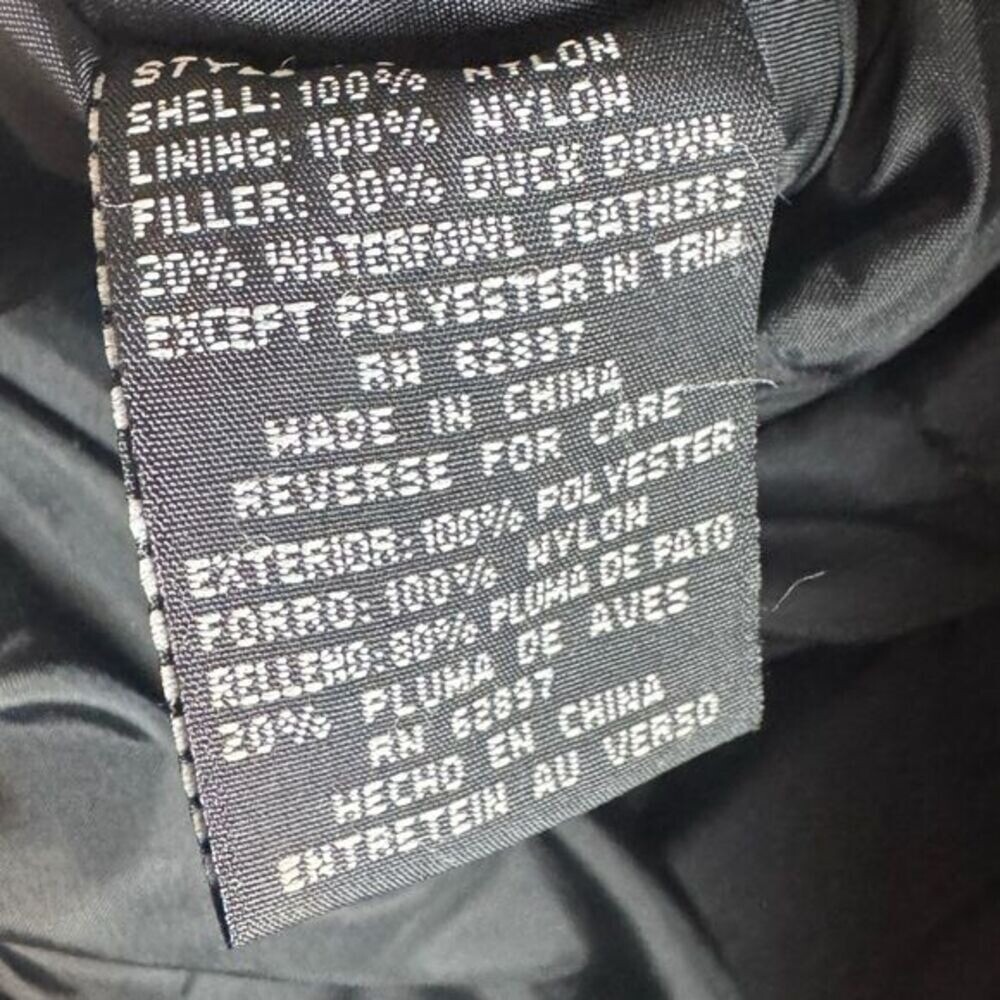 STYLE
SHELL: 100% NYLON
LINING: 100% NYLON
FILLER: 80% DUCK DOWN
20% WATERFOWL FEATHERS
EXCEPT POLYESTER IN TRIM
RN 62897
MADE IN CHINA
REVERSE FOR CARE
EXTERIOR: 100% POLYESTER
FORRO: 100% NYLON
RELLENO: 80% PLUMA DE PATO
20% PLUMA DE AVES
RN 62897
HECHO EN CHINA
ENTRETEIN AU VERSO